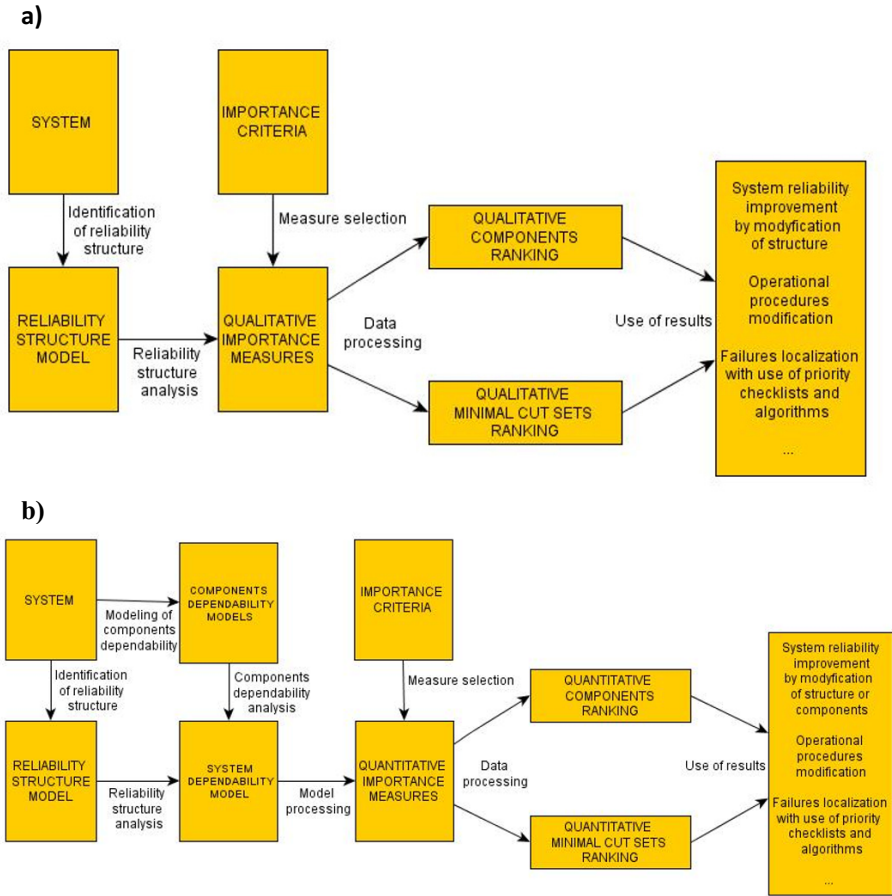 a)
SYSTEM
IMPORTANCE
CRITERIA
Identification
of reliability
structure
Measure selection
QUALITATIVE
COMPONENTS
RANKING
System reliability
improvement
by modyfication
of structure
Operational
procedures
modification
Failures localization
with use of priority
checklists and
algorithms
...
RELIABILITY
STRUCTURE
MODEL
Reliability
structure
analysis
QUALITATIVE
IMPORTANCE
MEASURES
Data
processing
Use of results
QUALITATIVE
MINIMAL CUT SETS
RANKING
b)
SYSTEM
Modeling of
components
dependability
COMPONENTS
DEPENDABILITY
MODELS
IMPORTANCE
CRITERIA
Identification
of reliability
structure
Components
dependability
analysis
Measure selection
QUANTITATIVE
COMPONENTS
RANKING
System reliability
improvement
by modyfication
of structure or
components
Operational
procedures
modification
Failures localization
with use of priority
checklists and
algorithms
...
RELIABILITY
STRUCTURE
MODEL
Reliability
structure
analysis
SYSTEM
DEPENDABILITY
MODEL
Model
processing
QUANTITATIVE
IMPORTANCE
MEASURES
Data
processing
Use of results
QUANTITATIVE
MINIMAL CUT SETS
RANKING